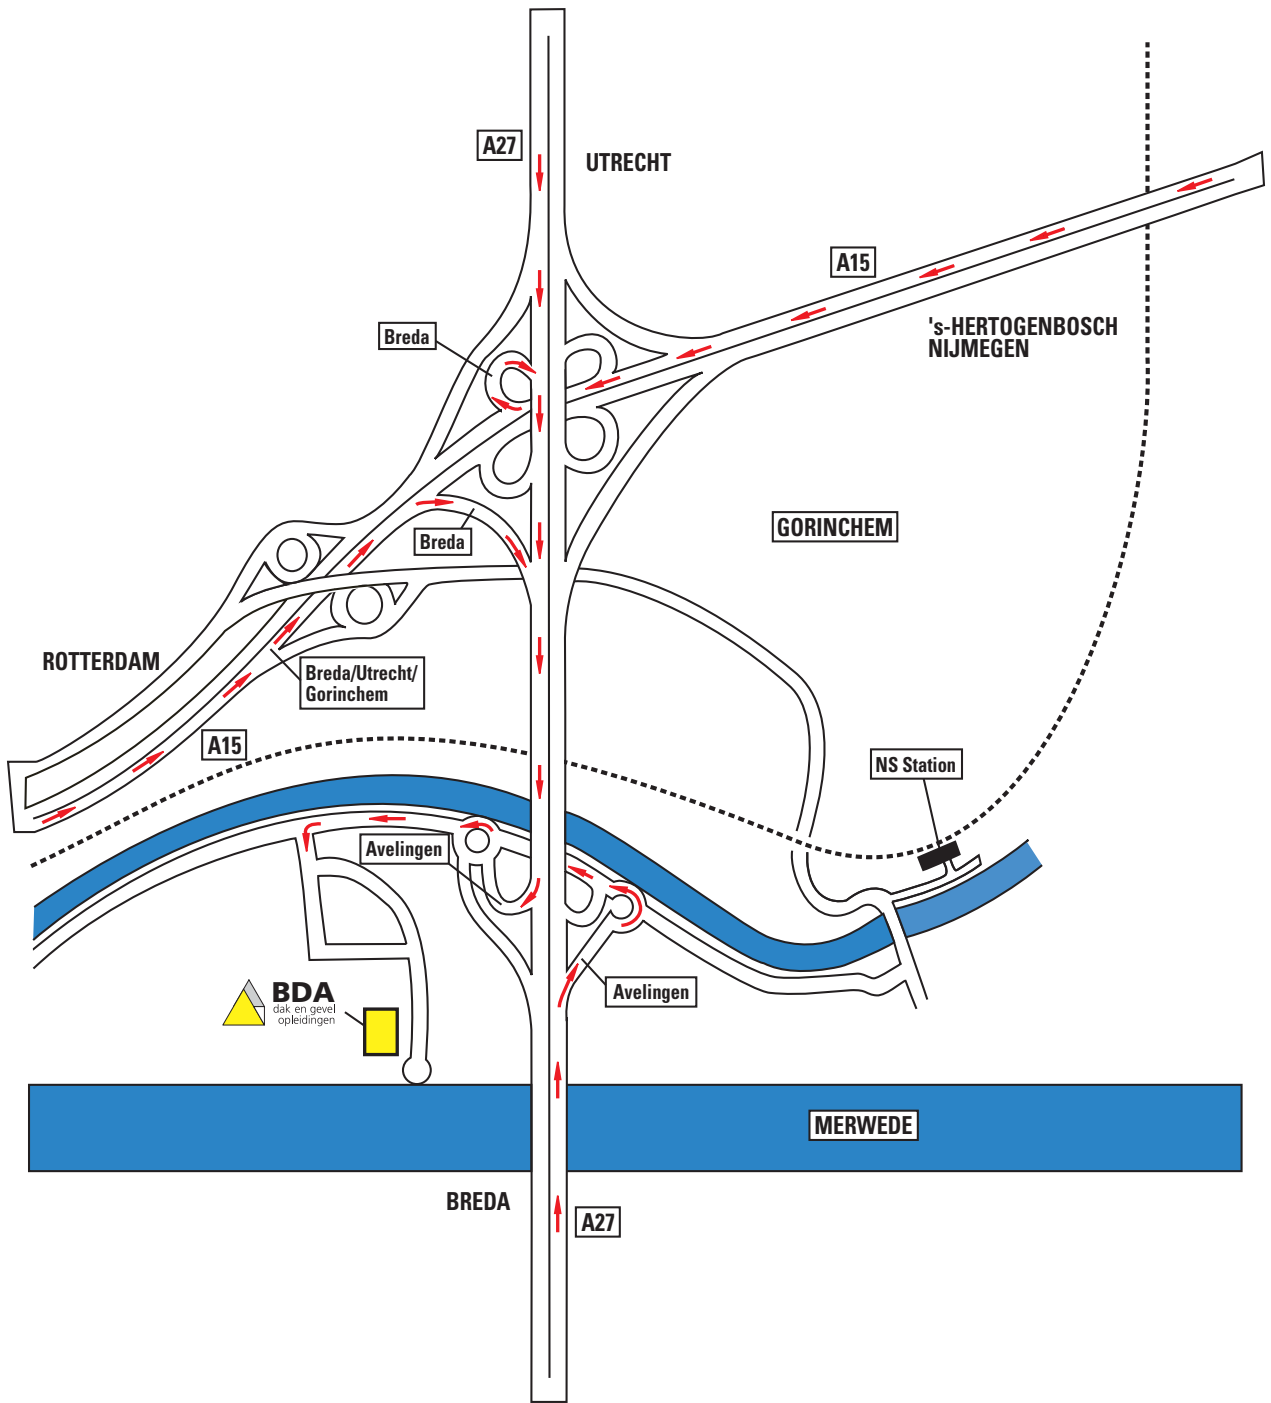 A27
UTRECHT
A15
's-HERTOGENBOSCH
NIJMEGEN
Breda
GORINCHEM
Breda
ROTTERDAM
Breda/Utrecht/
Gorinchem
A15
NS Station
Avelingen
Avelingen
BDA
dak en gevel
opleidingen
MERWEDE
BREDA
A27